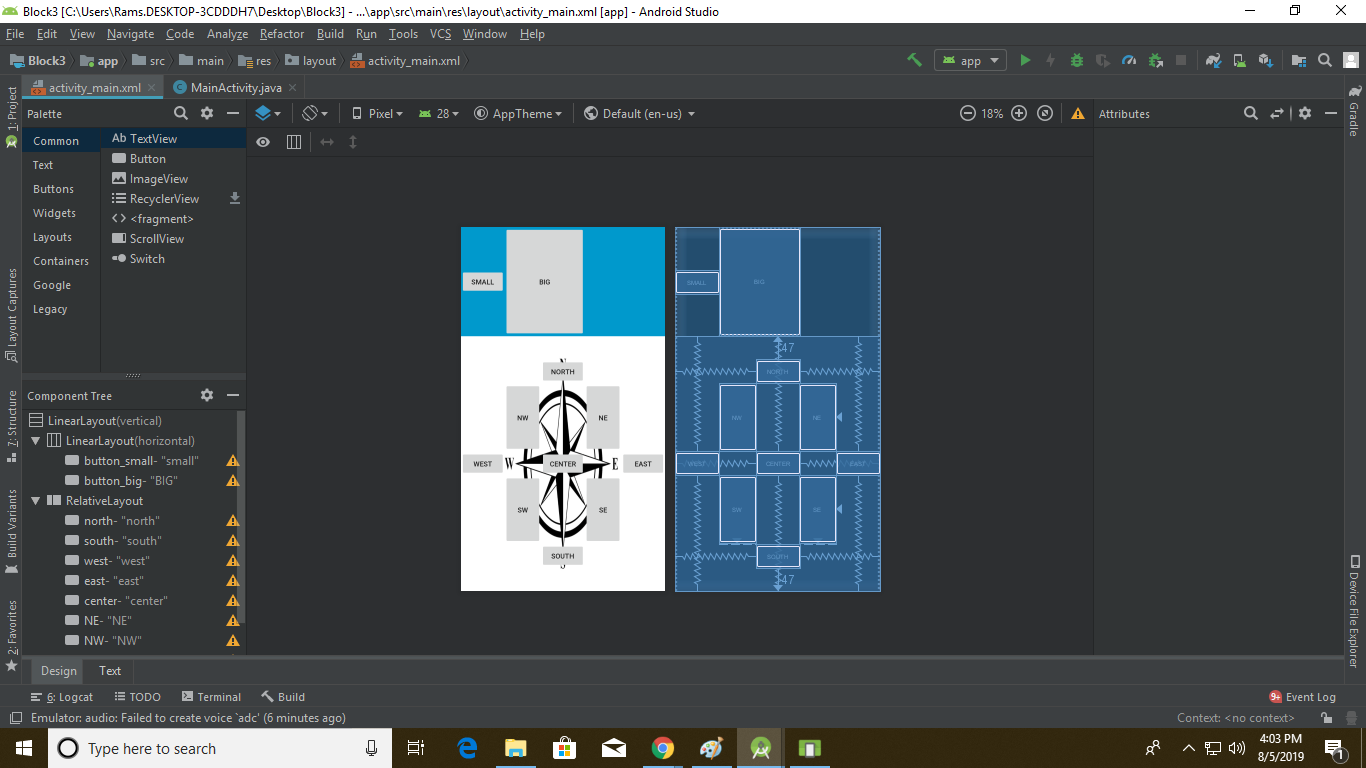 Block3 [C:\Users\Rams.DESKTOP-3CDDDH7\Desktop\Block3] - ...\app\src\main\res\layout\activity_main.xml [app] - Android Studio
File Edit View Navigate Code Analyze Refactor Build Run Tools VCS Window Help
Block3 app src main res layout activity_main.xml
app
activity_main.xml MainActivity.java
1: Project
Layout Captures
7: Structure
Build Variants
2: Favorites
Palette
Common
Text
Buttons
Widgets
Layouts
Containers
Google
Legacy
Ab TextView
Button
ImageView
RecyclerView
<fragment>
ScrollView
Switch
Pixel 28 AppTheme Default (en-us) 18%
Attributes
Gradle
Device File Explorer
SMALL BIG
NORTH
NW NE
WEST W CENTER E EAST
SW SE
SOUTH
SMALL BIG
47
NORTH
NW NE
WEST CENTER EAST
SW SE
SOUTH
47
Component Tree
LinearLayout(vertical)
LinearLayout(horizontal)
button_small- "small"
button_big- "BIG"
RelativeLayout
north- "north"
south- "south"
west- "west"
east- "east"
center- "center"
NE- "NE"
NW- "NW"
Design Text
6: Logcat TODO Terminal Build 9+ Event Log
Emulator: audio: Failed to create voice `adc' (6 minutes ago) Context: <no context>
Type here to search
4:03 PM
8/5/2019
1